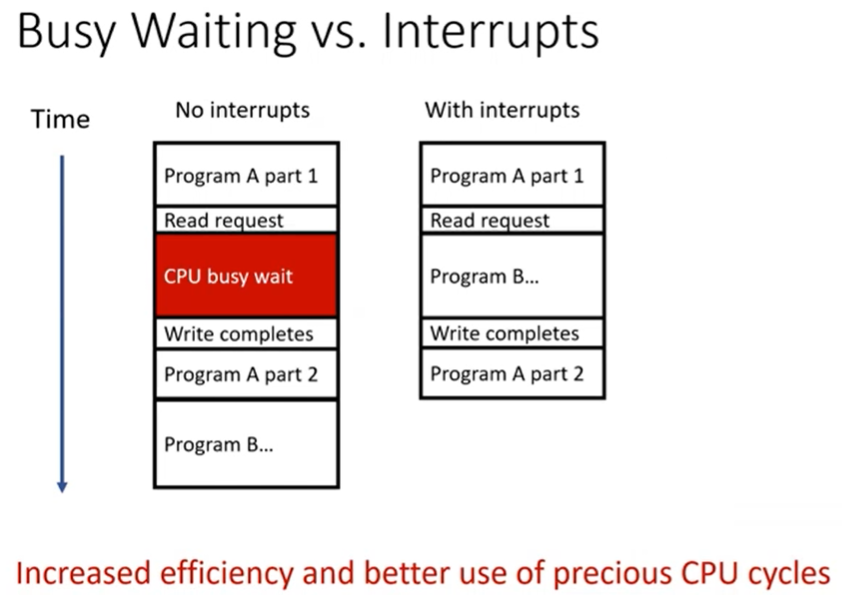 Busy Waiting vs. Interrupts
Time
No interrupts
Program A part 1
Read request
CPU busy wait
Write completes
Program A part 2
Program B...
With interrupts
Program A part 1
Read request
Program B...
Write completes
Program A part 2
Increased efficiency and better use of precious CPU cycles